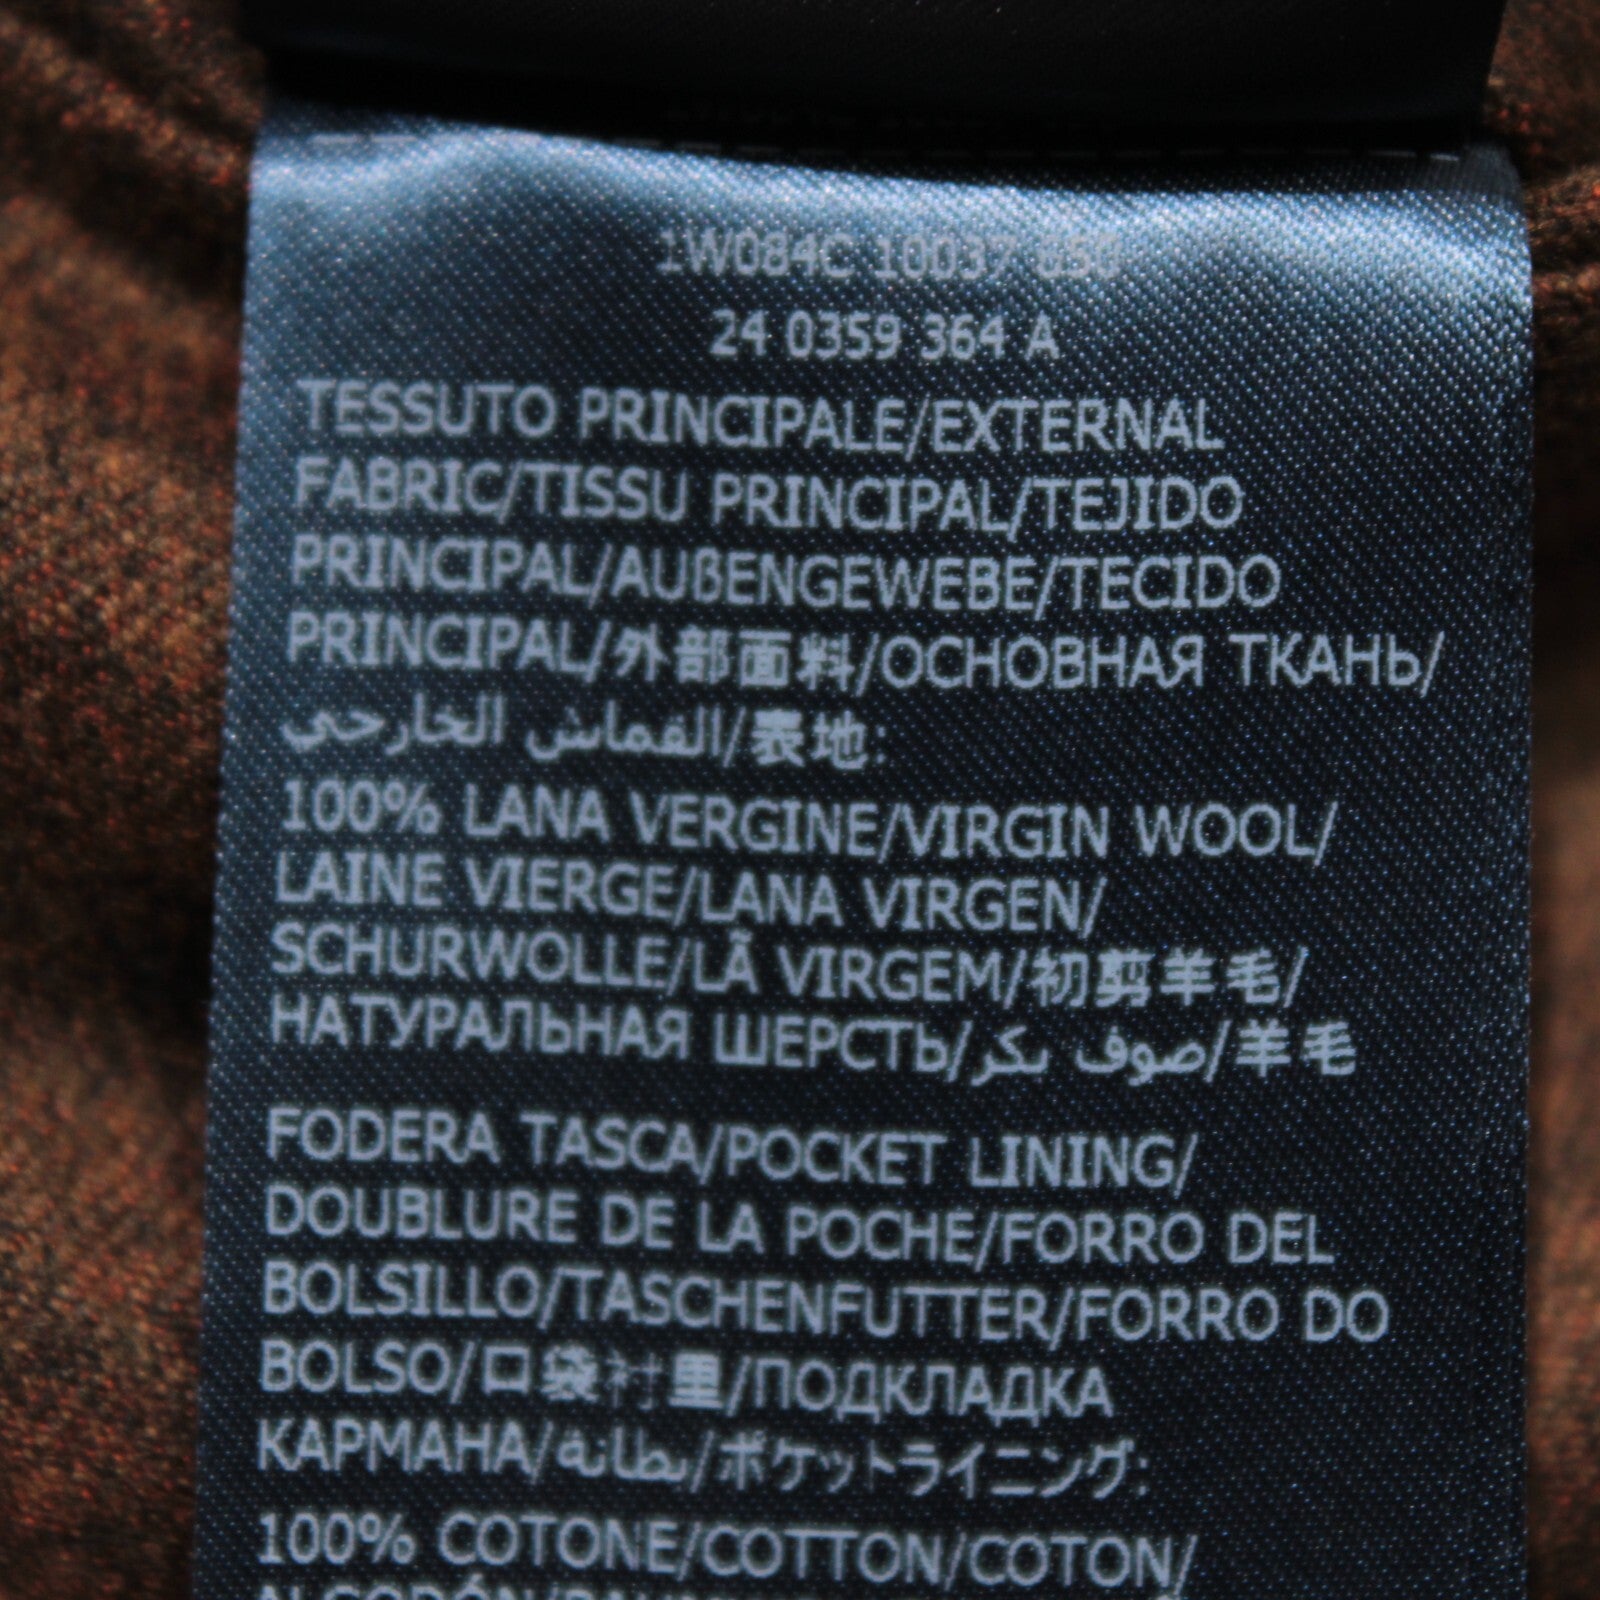 1W084C 10037 650
24 0359 364 A
TESSUTO PRINCIPALE/EXTERNAL
FABRIC/TISSU PRINCIPAL/TEJIDO
PRINCIPAL/AUßENGEWEBE/TECIDO
PRINCIPAL/外部面料/ОСНОВНАЯ ТКАНЬ/
القماش الخارجي/表地:
100% LANA VERGINE/VIRGIN WOOL/
LAINE VIERGE/LANA VIRGEN/
SCHURWOLLE/LÃ VIRGEM/初剪羊毛/
НАТУРАЛЬНАЯ ШЕРСТЬ/صوف بكر/羊毛
FODERA TASCA/POCKET LINING/
DOUBLURE DE LA POCHE/FORRO DEL
BOLSILLO/TASCHENFUTTER/FORRO DO
BOLSO/口袋衬里/ПОДКЛАДКА
КАРМАНА/بطانة/ポケットライニング:
100% COTONE/COTTON/COTON/